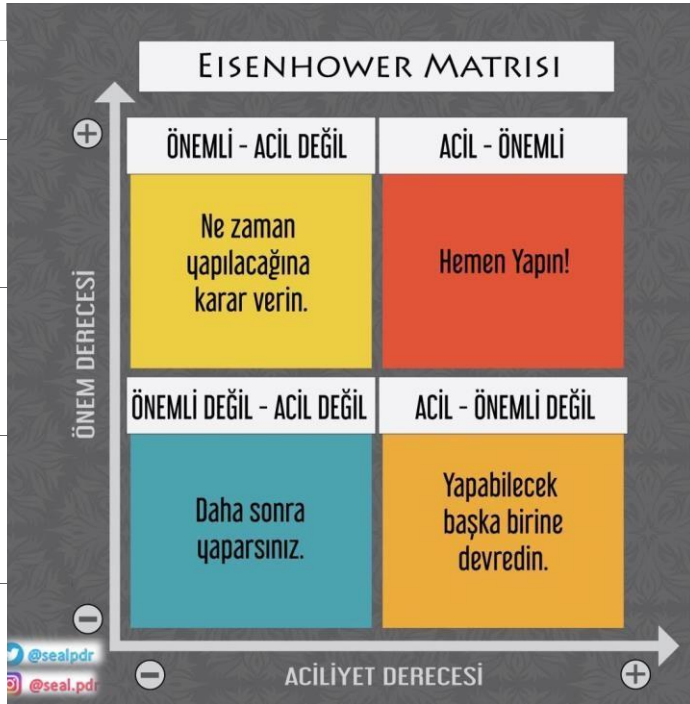 EISENHOWER MATRISI
ÖNEMLİ - ACİL DEĞİL
ACİL - ÖNEMLİ
Ne zaman
yapılacağına
karar verin.
Hemen Yapın!
ÖNEM DERECESİ
ÖNEMLİ DEĞİL - ACİL DEĞİL
ACİL - ÖNEMLİ DEĞİL
Daha sonra
yaparsınız.
Yapabilecek
başka birine
devredin.
@sealpdr
@seal.pdr
ACİLİYET DERECESİ